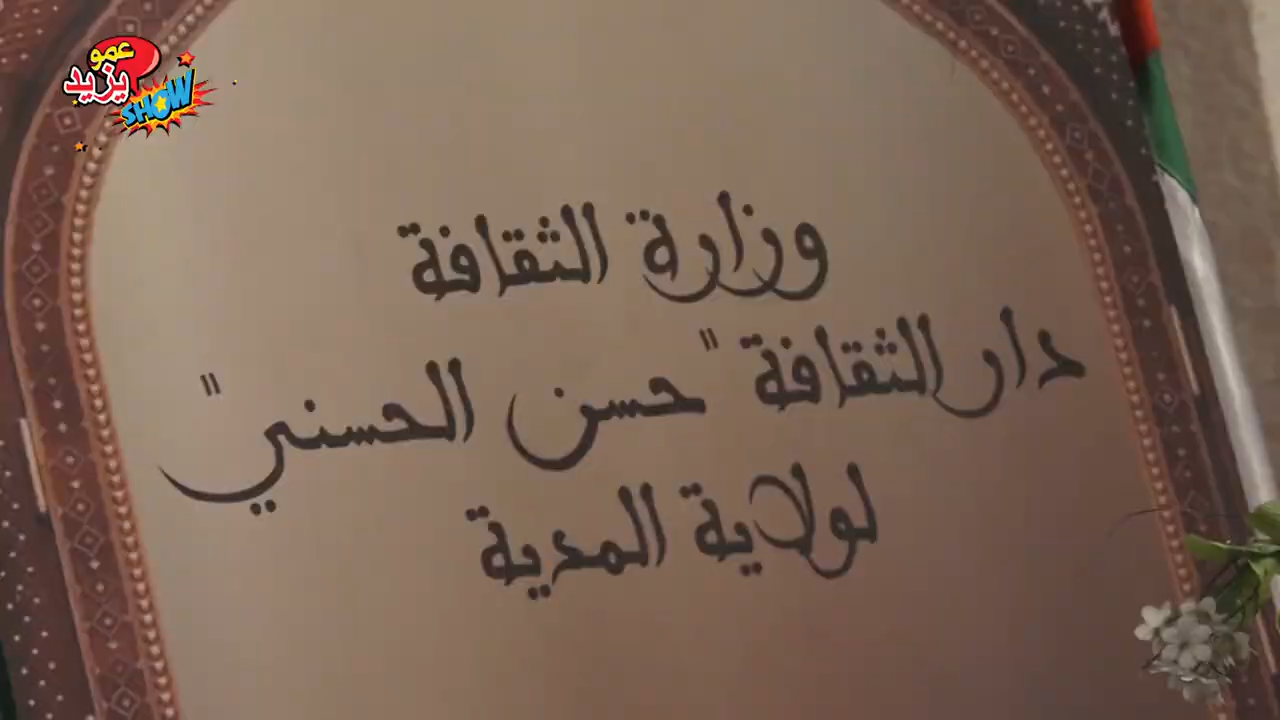 عمو
يزيد
SHOW
وزارة الثقافة
دار الثقافة "حسن الحسني"
لولاية المدية